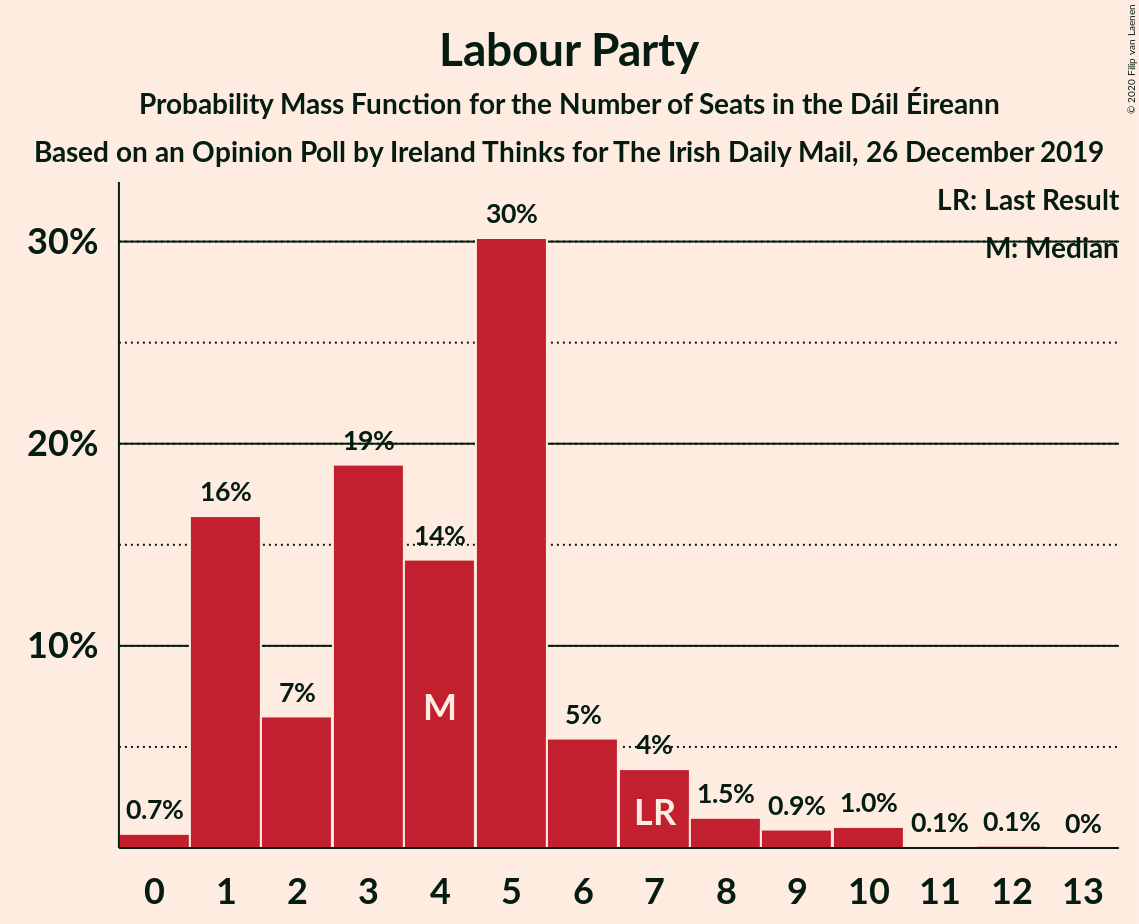 Labour Party
Probability Mass Function for the Number of Seats in the Dáil Éireann
Based on an Opinion Poll by Ireland Thinks for The Irish Daily Mail, 26 December 2019
© 2020 Filip van Laenen
LR: Last Result
M: Median
30%
20%
10%
0.7%
16%
7%
19%
14%
30%
5%
4%
1.5%
0.9%
1.0%
0.1%
0.1%
0%
M
LR
0 1 2 3 4 5 6 7 8 9 10 11 12 13